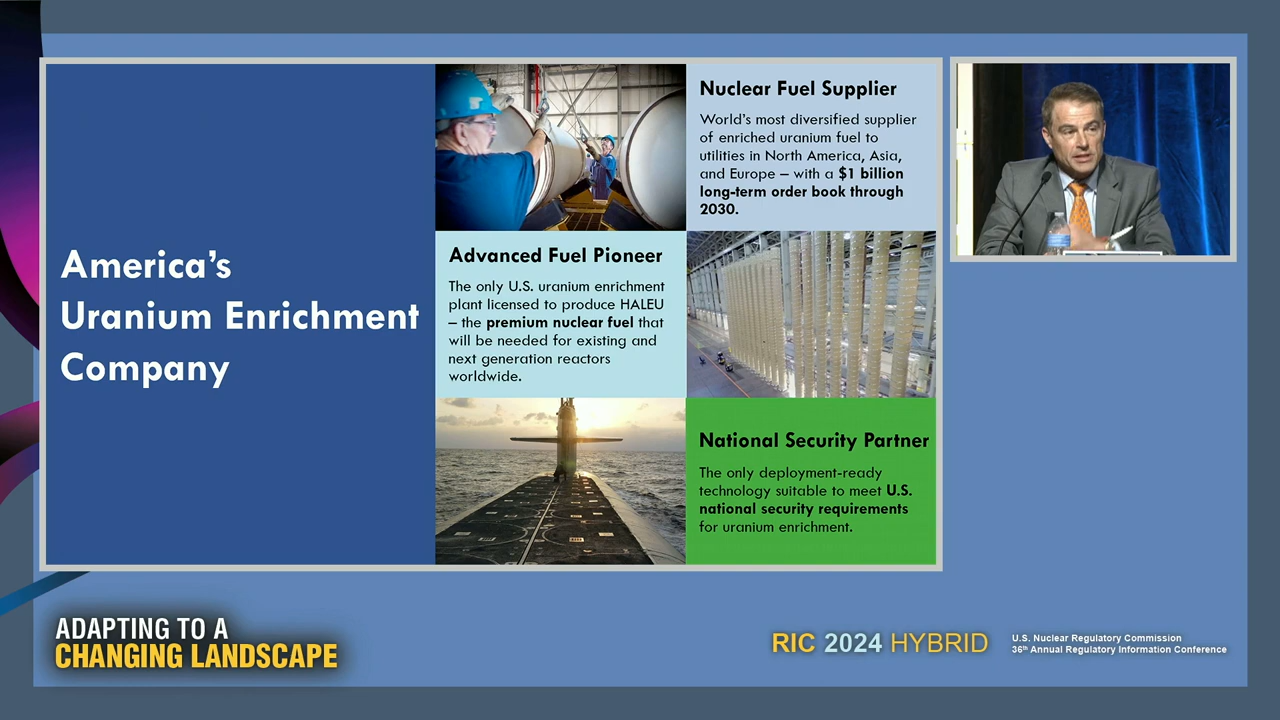 America's
Uranium Enrichment
Company
Nuclear Fuel Supplier
World's most diversified supplier
of enriched uranium fuel to
utilities in North America, Asia,
and Europe – with a $1 billion
long-term order book through
2030.
Advanced Fuel Pioneer
The only U.S. uranium enrichment
plant licensed to produce HALEU
– the premium nuclear fuel that
will be needed for existing and
next generation reactors
worldwide.
National Security Partner
The only deployment-ready
technology suitable to meet U.S.
national security requirements
for uranium enrichment.
ADAPTING TO A
CHANGING LANDSCAPE
RIC 2024 HYBRID
U.S. Nuclear Regulatory Commission
36th Annual Regulatory Information Conference